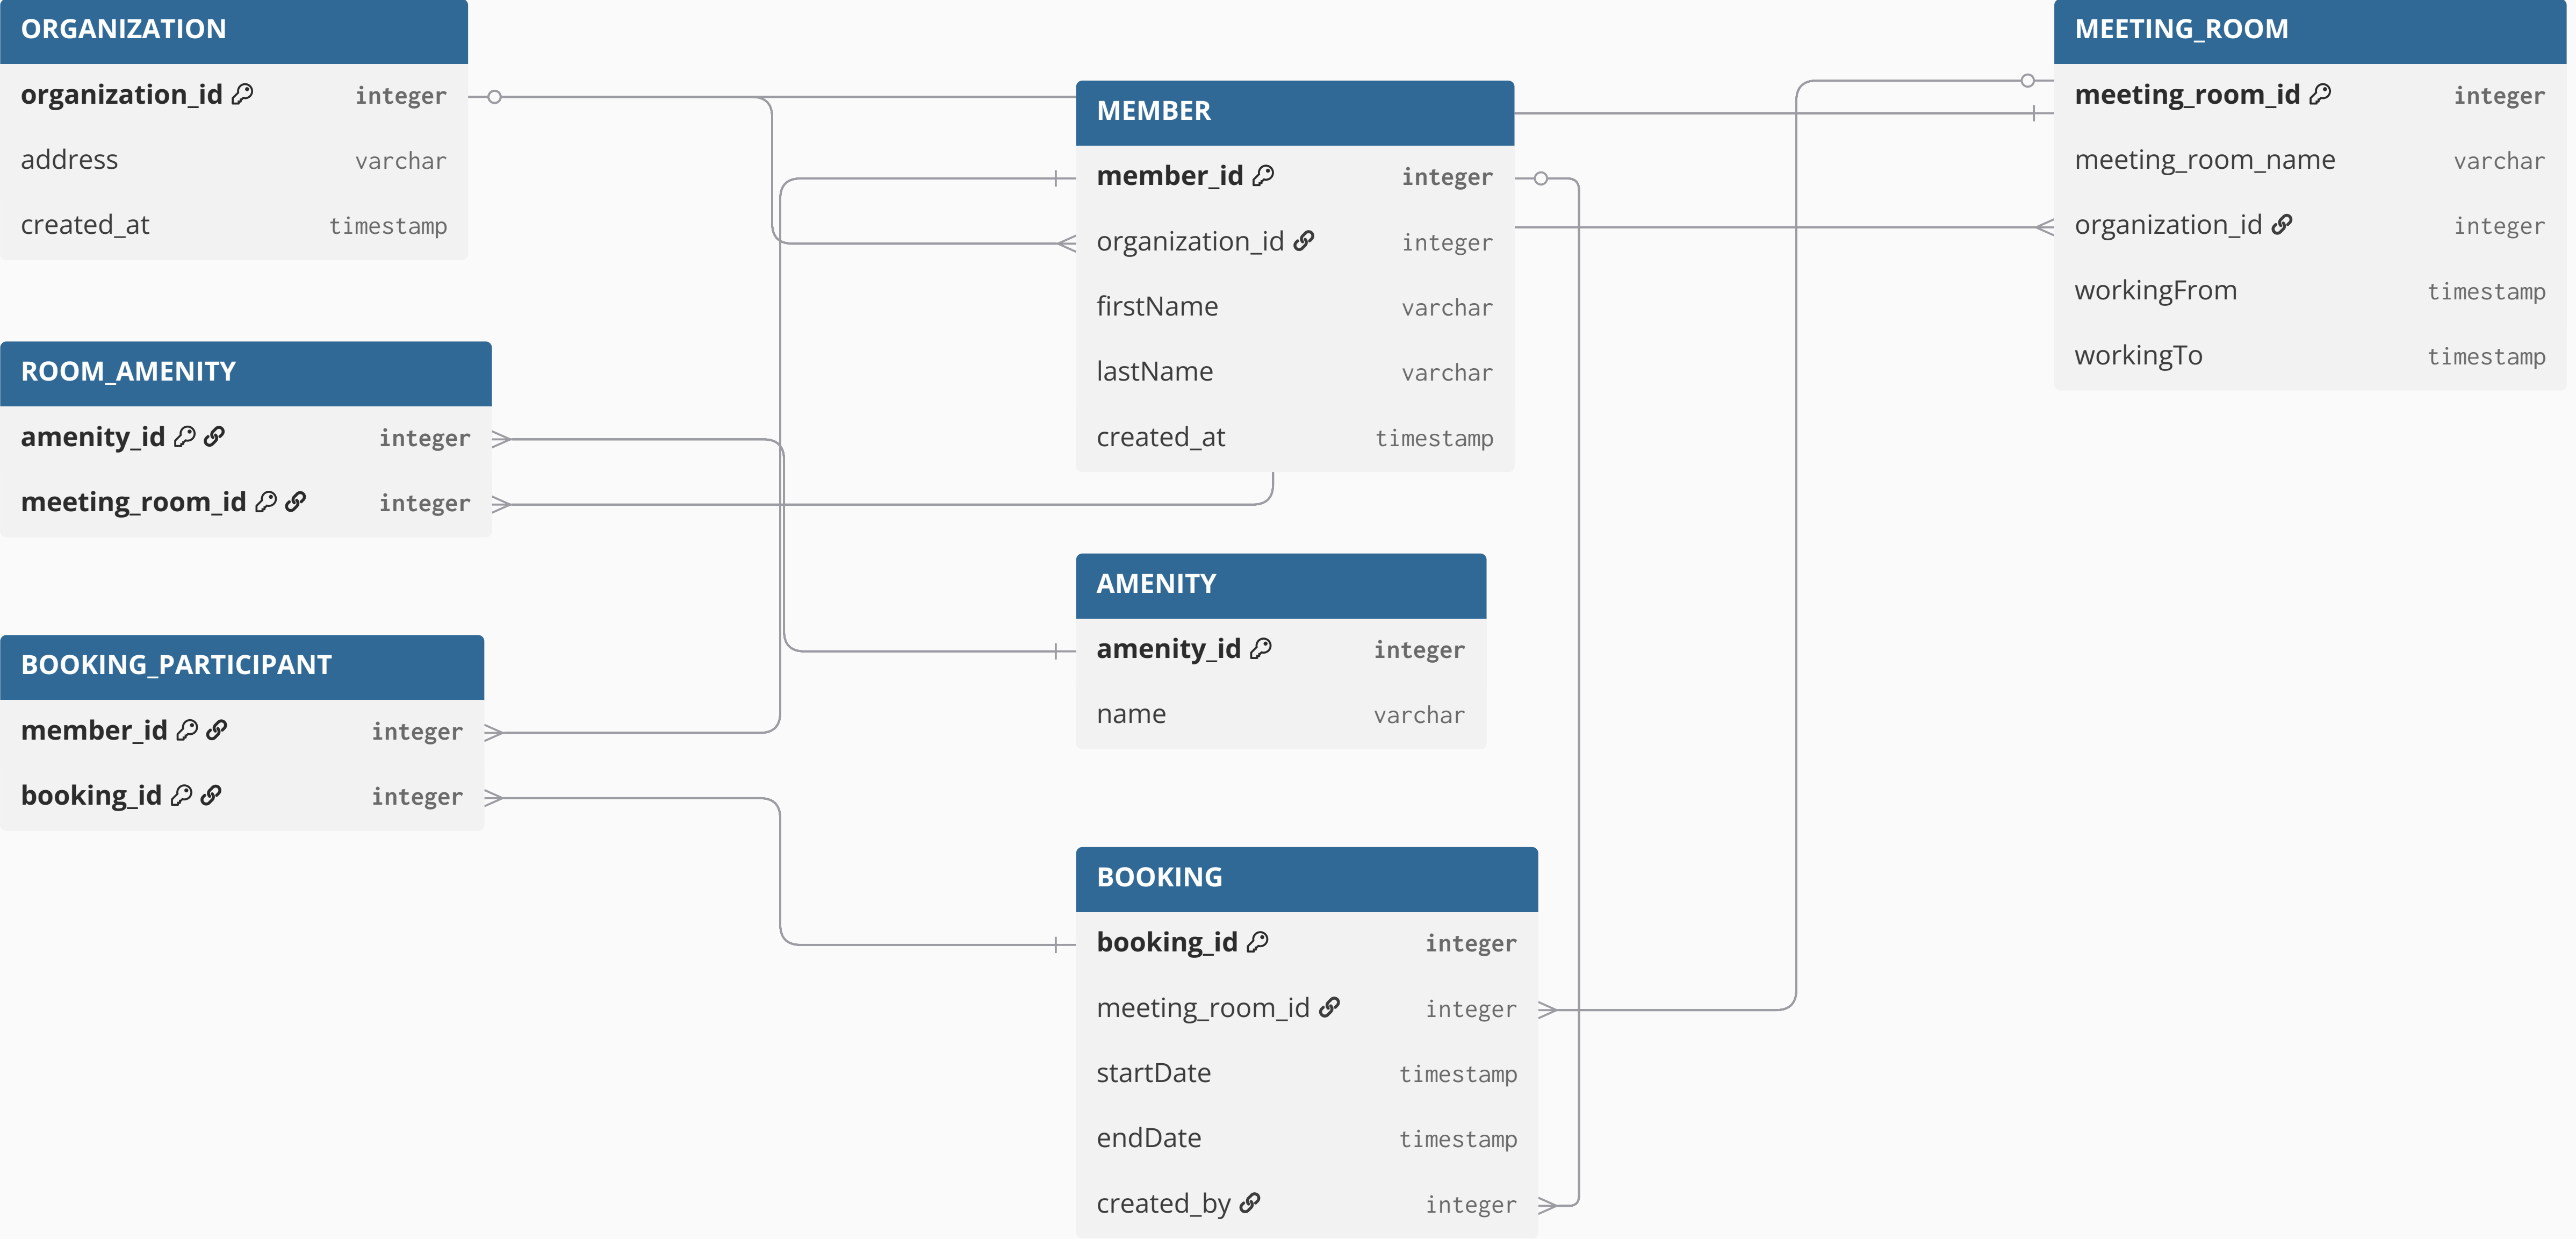 ORGANIZATION
organization_id integer
address varchar
created_at timestamp
ROOM_AMENITY
amenity_id integer
meeting_room_id integer
BOOKING_PARTICIPANT
member_id integer
booking_id integer
MEMBER
member_id integer
organization_id integer
firstName varchar
lastName varchar
created_at timestamp
AMENITY
amenity_id integer
name varchar
BOOKING
booking_id integer
meeting_room_id integer
startDate timestamp
endDate timestamp
created_by integer
MEETING_ROOM
meeting_room_id integer
meeting_room_name varchar
organization_id integer
workingFrom timestamp
workingTo timestamp